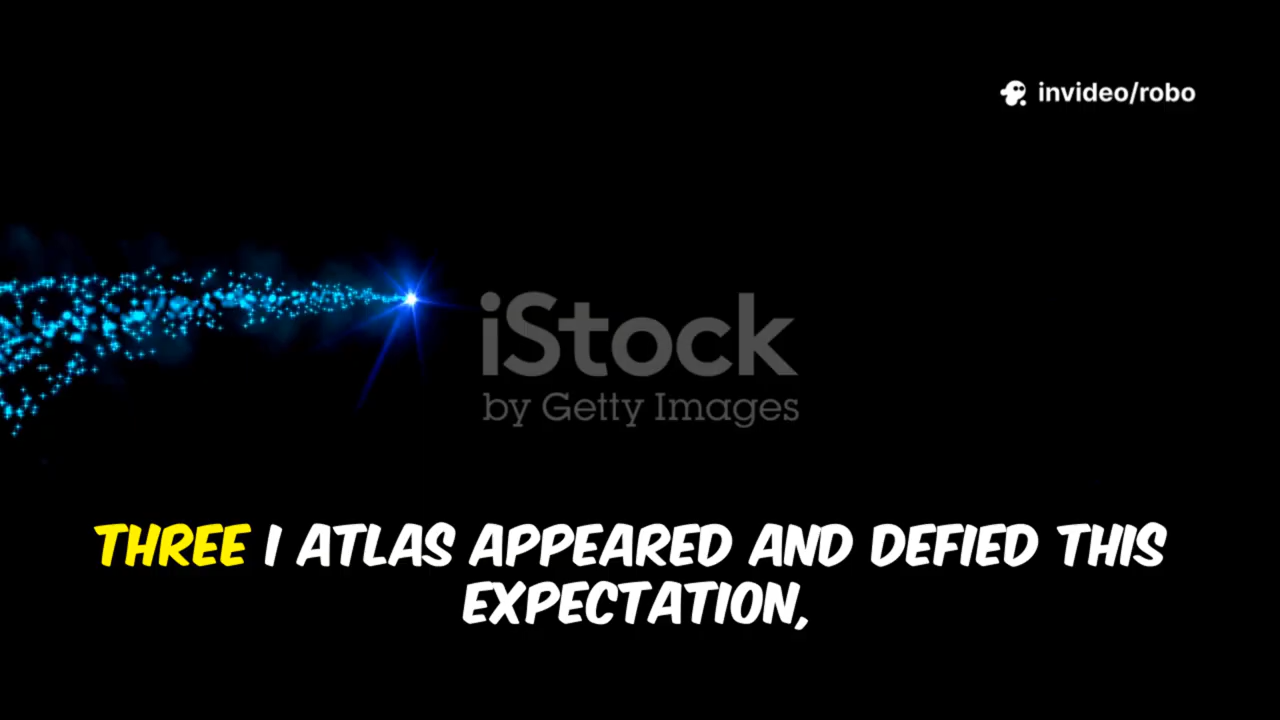 invideo/robo
iStock
by Getty Images
THREE I ATLAS APPEARED AND DEFIED THIS
EXPECTATION,